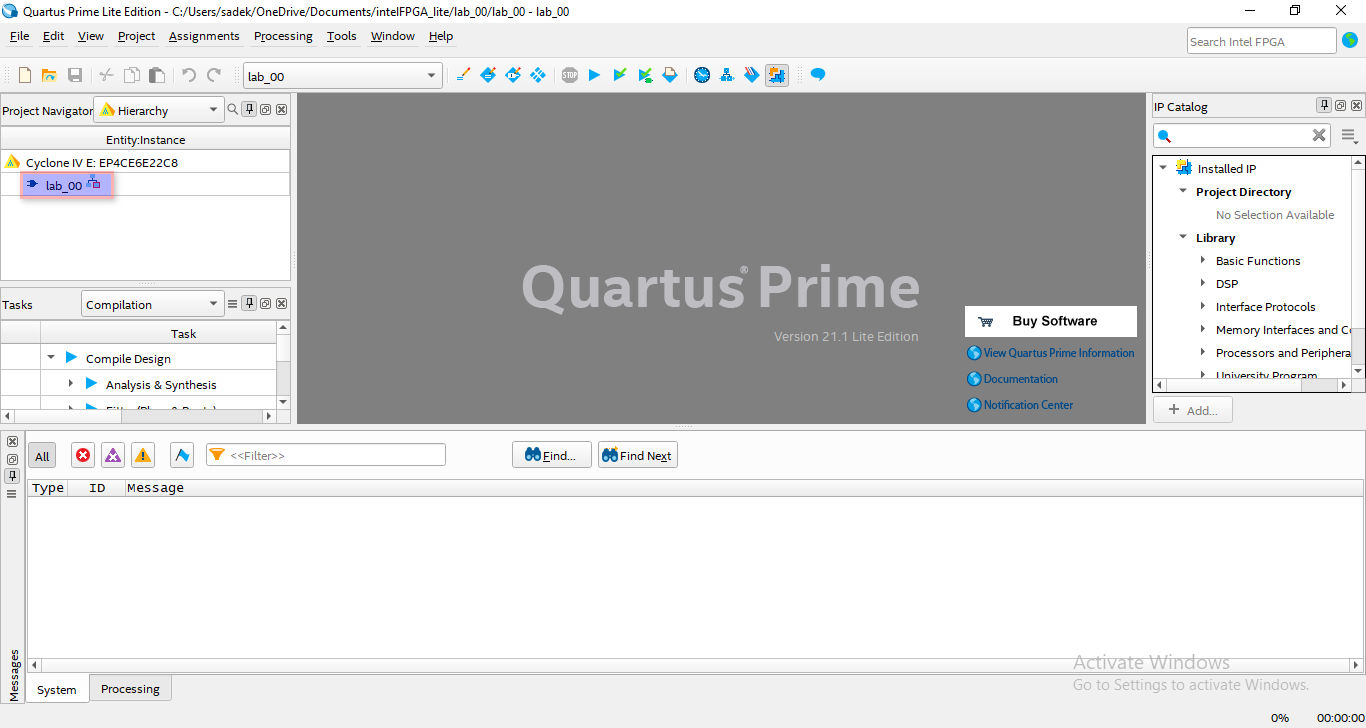 Quartus Prime Lite Edition - C:/Users/sadek/OneDrive/Documents/intelFPGA_lite/lab_00/lab_00 - lab_00
File Edit View Project Assignments Processing Tools Window Help
Search Intel FPGA
lab_00
STOP
Project Navigator
Hierarchy
Entity:Instance
Cyclone IV E: EP4CE6E22C8
lab_00
Tasks
Compilation
Task
Compile Design
Analysis & Synthesis
Quartus® Prime
Version 21.1 Lite Edition
Buy Software
View Quartus Prime Information
Documentation
Notification Center
IP Catalog
Installed IP
Project Directory
No Selection Available
Library
Basic Functions
DSP
Interface Protocols
Memory Interfaces and C
Processors and Periphera
University Program
Add...
All
<<Filter>>
Find...
Find Next
Type ID Message
Messages
System
Processing
Activate Windows
Go to Settings to activate Windows.
0% 00:00:00